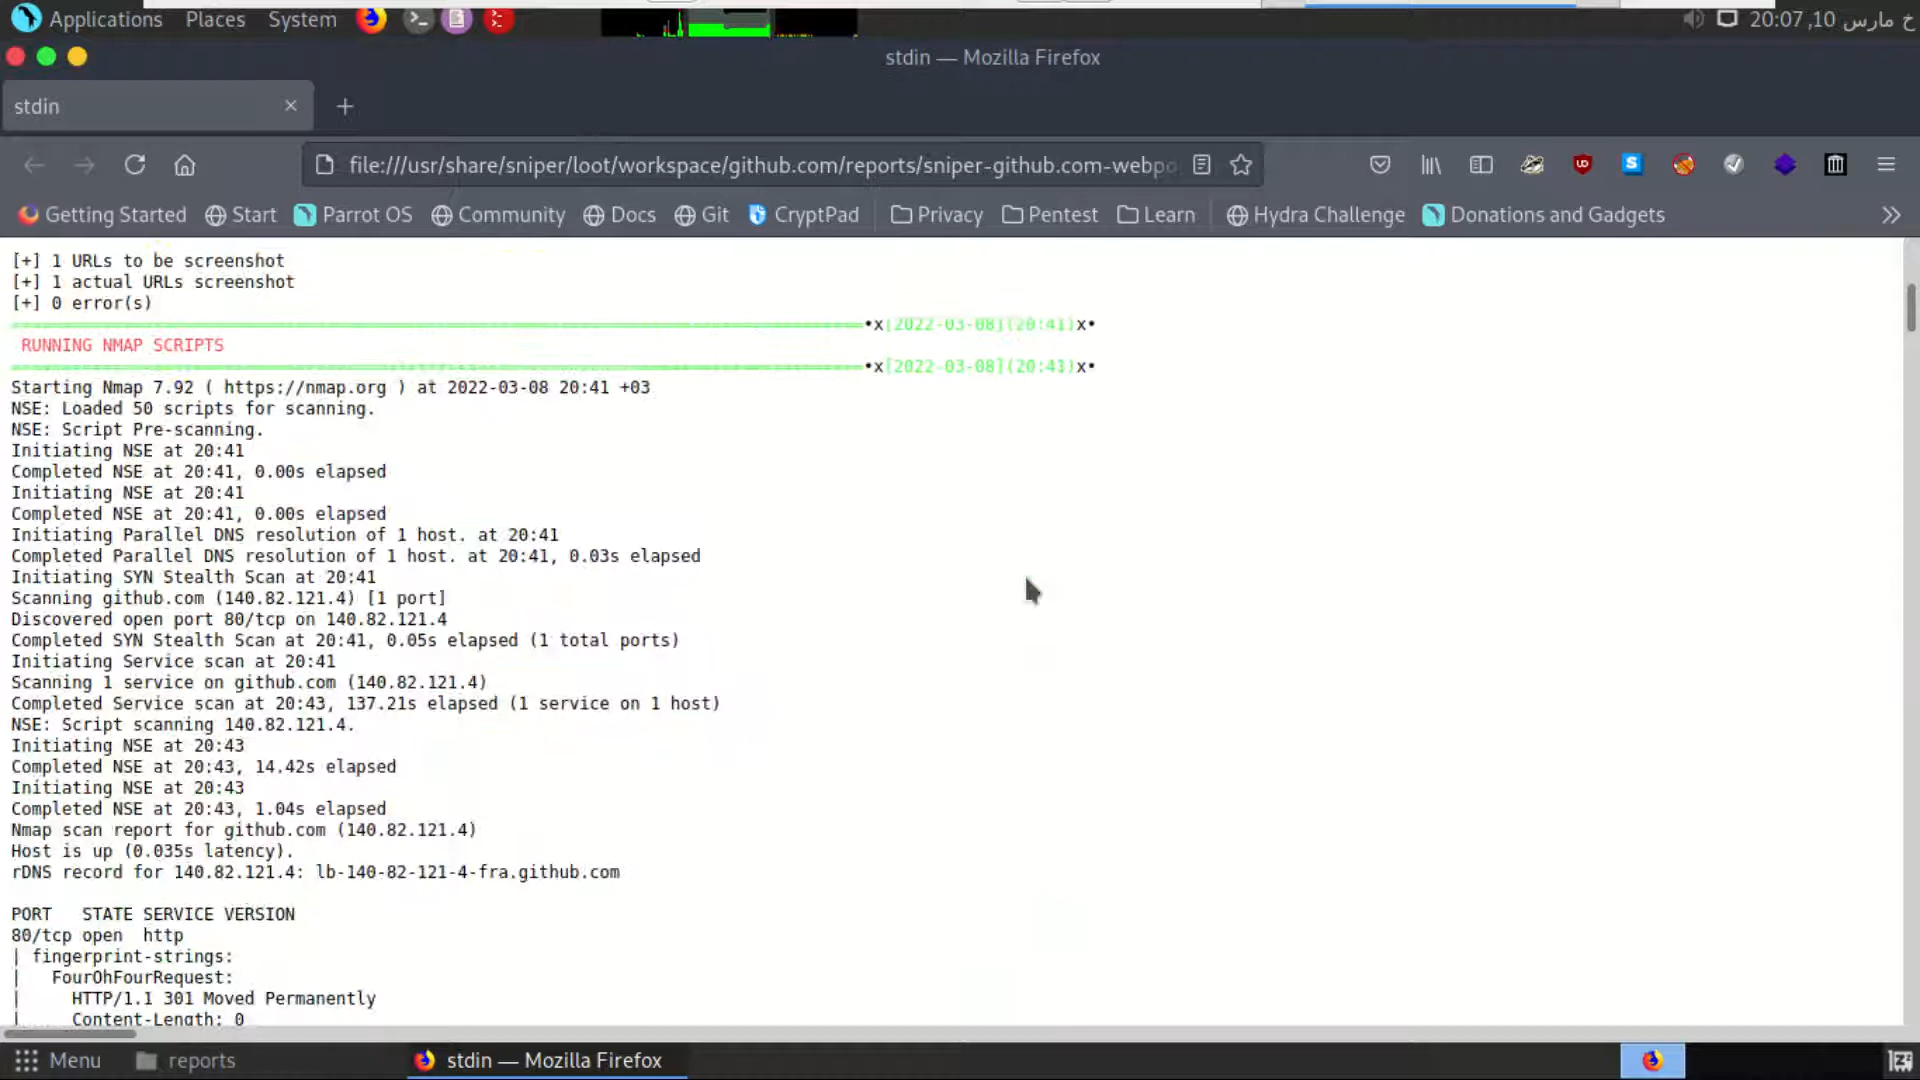 Applications Places System
خ مارس 10, 20:07
stdin — Mozilla Firefox
stdin
file:///usr/share/sniper/loot/workspace/github.com/reports/sniper-github.com-webpo
Getting Started Start Parrot OS Community Docs Git CryptPad Privacy Pentest Learn Hydra Challenge Donations and Gadgets
[+] 1 URLs to be screenshot
[+] 1 actual URLs screenshot
[+] 0 error(s)
•x[2022-03-08](20:41)x•
RUNNING NMAP SCRIPTS
•x[2022-03-08](20:41)x•
Starting Nmap 7.92 ( https://nmap.org ) at 2022-03-08 20:41 +03
NSE: Loaded 50 scripts for scanning.
NSE: Script Pre-scanning.
Initiating NSE at 20:41
Completed NSE at 20:41, 0.00s elapsed
Initiating NSE at 20:41
Completed NSE at 20:41, 0.00s elapsed
Initiating Parallel DNS resolution of 1 host. at 20:41
Completed Parallel DNS resolution of 1 host. at 20:41, 0.03s elapsed
Initiating SYN Stealth Scan at 20:41
Scanning github.com (140.82.121.4) [1 port]
Discovered open port 80/tcp on 140.82.121.4
Completed SYN Stealth Scan at 20:41, 0.05s elapsed (1 total ports)
Initiating Service scan at 20:41
Scanning 1 service on github.com (140.82.121.4)
Completed Service scan at 20:43, 137.21s elapsed (1 service on 1 host)
NSE: Script scanning 140.82.121.4.
Initiating NSE at 20:43
Completed NSE at 20:43, 14.42s elapsed
Initiating NSE at 20:43
Completed NSE at 20:43, 1.04s elapsed
Nmap scan report for github.com (140.82.121.4)
Host is up (0.035s latency).
rDNS record for 140.82.121.4: lb-140-82-121-4-fra.github.com
PORT STATE SERVICE VERSION
80/tcp open http
| fingerprint-strings:
| FourOhFourRequest:
| HTTP/1.1 301 Moved Permanently
| Content-Length: 0
Menu reports stdin — Mozilla Firefox